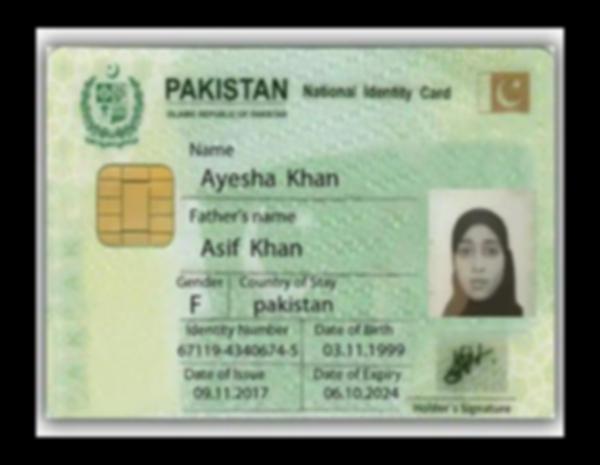 PAKISTAN National Identity Card
ISLAMIC REPUBLIC OF PAKISTAN
Name
Ayesha Khan
Father's name
Asif Khan
Gender Country of Stay
F pakistan
Identity Number Date of Birth
67119-4340674-5 03.11.1999
Date of Issue Date of Expiry
09.11.2017 06.10.2024
Holder's Signature